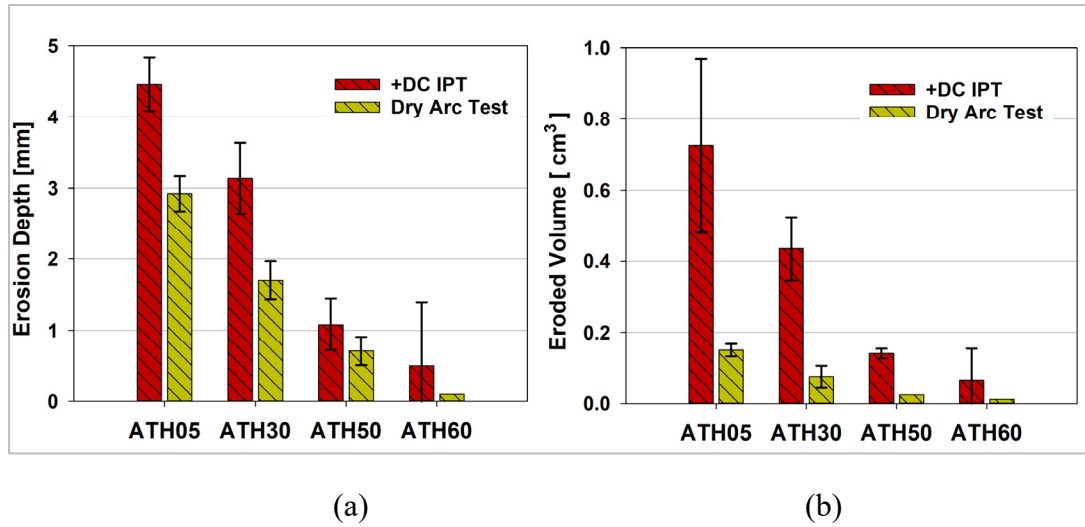 5
4
3
2
1
0
Erosion Depth [mm]
+DC IPT
Dry Arc Test
ATH05 ATH30 ATH50 ATH60
(a)
1.0
0.8
0.6
0.4
0.2
0.0
Eroded Volume [ cm³ ]
+DC IPT
Dry Arc Test
ATH05 ATH30 ATH50 ATH60
(b)